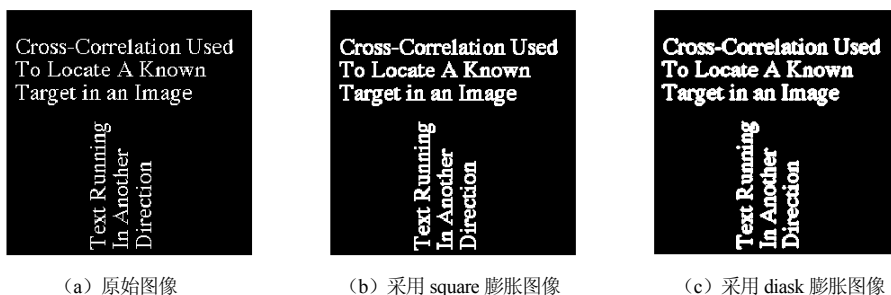 Cross-Correlation Used
To Locate A Known
Target in an Image
Text Running
In Another
Direction
Cross-Correlation Used
To Locate A Known
Target in an Image
Text Running
In Another
Direction
Cross-Correlation Used
To Locate A Known
Target in an Image
Text Running
In Another
Direction
(a)原始图像
(b)采用 square 膨胀图像
(c)采用 diask 膨胀图像